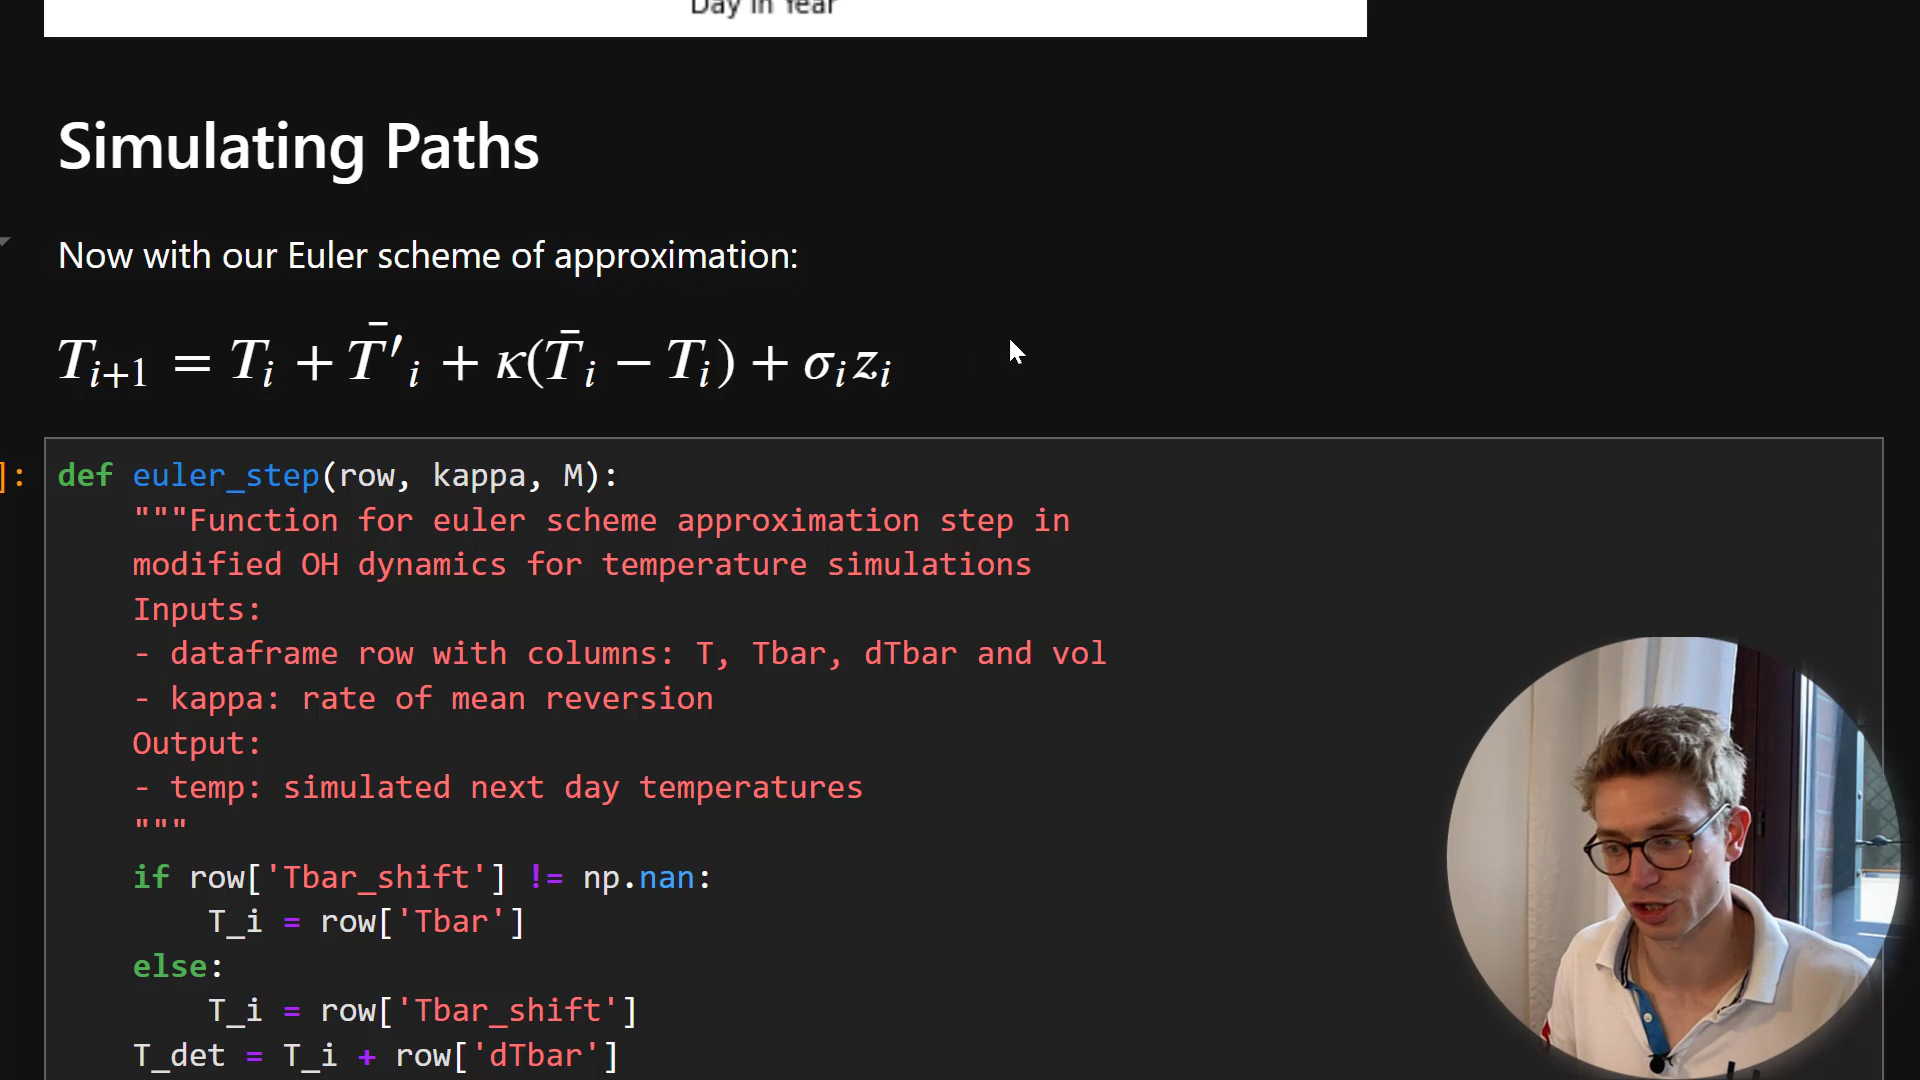 Day in Year
Simulating Paths
Now with our Euler scheme of approximation:
T_{i+1} = T_i + T̄'_i + κ(T̄_i − T_i) + σ_i z_i
]:
def euler_step(row, kappa, M):
"""Function for euler scheme approximation step in
modified OH dynamics for temperature simulations
Inputs:
- dataframe row with columns: T, Tbar, dTbar and vol
- kappa: rate of mean reversion
Output:
- temp: simulated next day temperatures
"""
if row['Tbar_shift'] != np.nan:
T_i = row['Tbar']
else:
T_i = row['Tbar_shift']
T_det = T_i + row['dTbar']